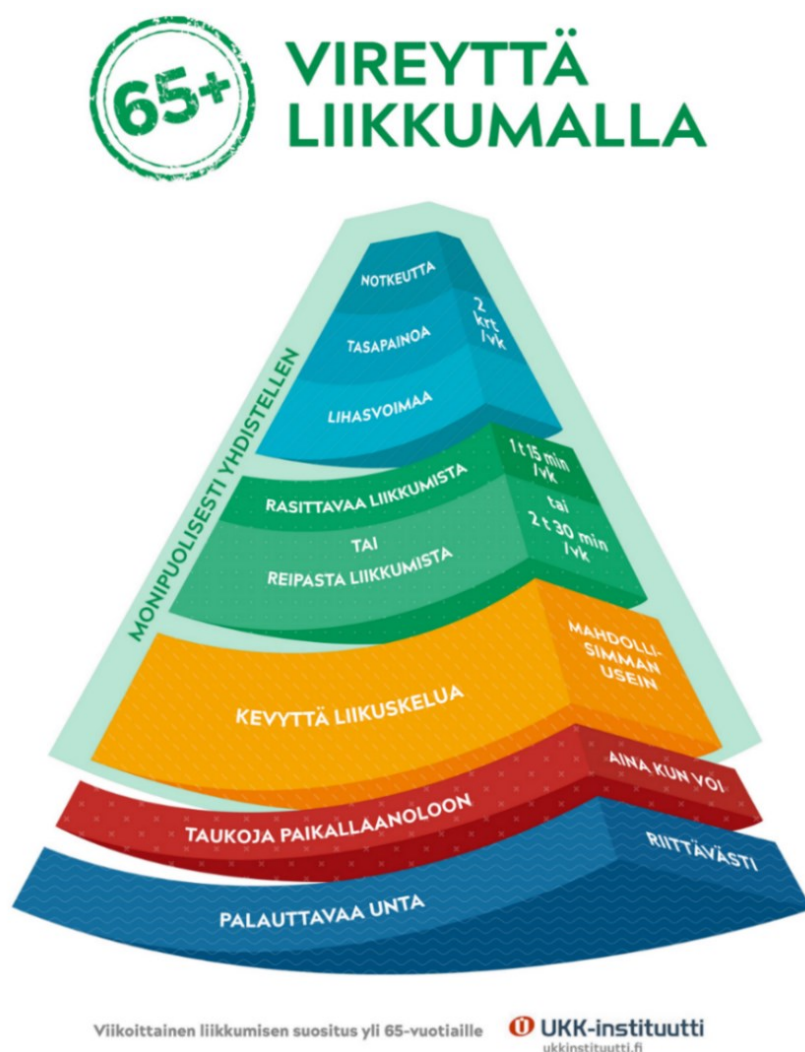 65+
VIREYTTÄ
LIIKKUMALLA
MONIPUOLISESTI YHDISTELLEN
NOTKEUTTA
TASAPAINOA
LIHASVOIMAA
2
krt
/vk
RASITTAVAA LIIKKUMISTA
TAI
REIPASTA LIIKKUMISTA
1 t 15 min
/vk
tai
2 t 30 min
/vk
KEVYTTÄ LIIKUSKELUA
MAHDOLLI-
SIMMAN
USEIN
TAUKOJA PAIKALLAANOLOON
AINA KUN VOI
PALAUTTAVAA UNTA
RIITTÄVÄSTI
Viikoittainen liikkumisen suositus yli 65-vuotiaille
UKK-instituutti
ukkinstituutti.fi